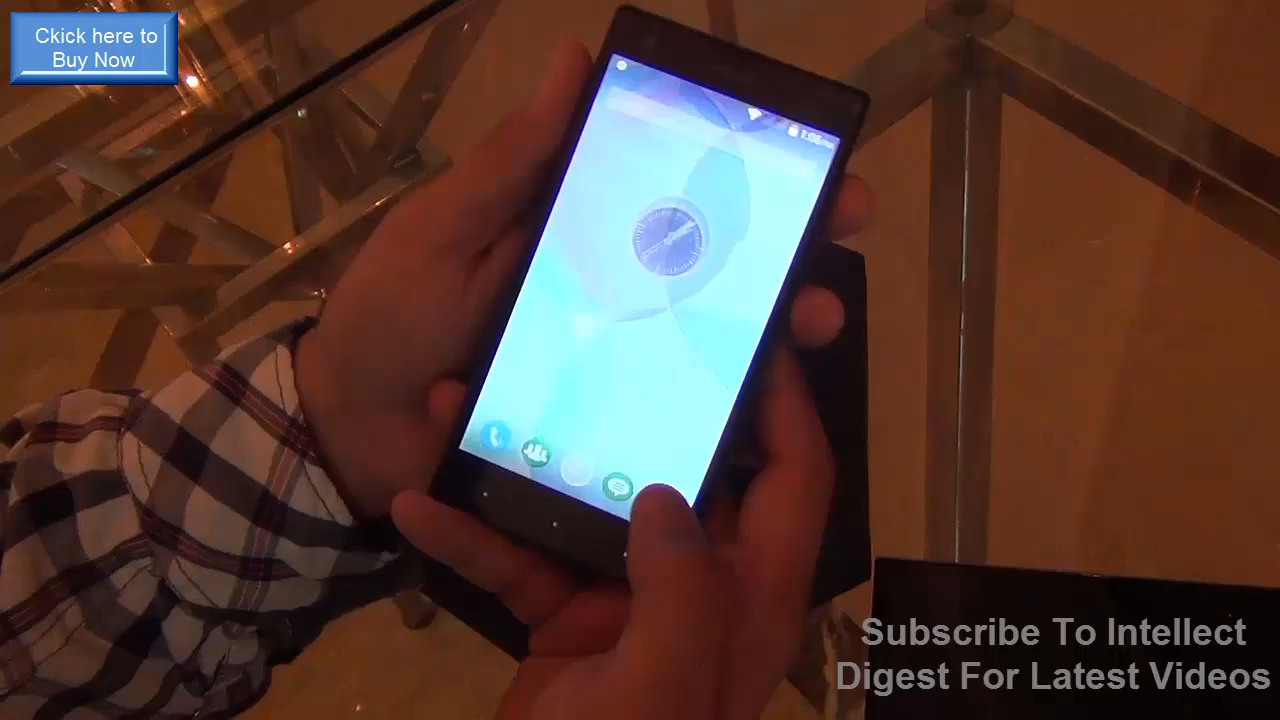 Ckick here to
Buy Now
Subscribe To Intellect
Digest For Latest Videos